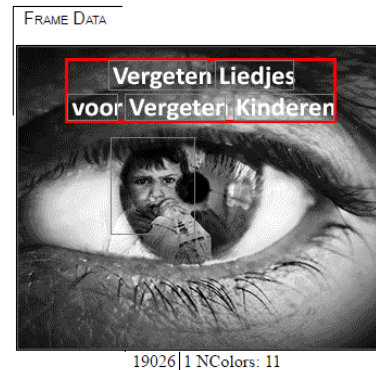 FRAME DATA
Vergeten Liedjes
voor Vergeten Kinderen
19026|1 NColors: 11